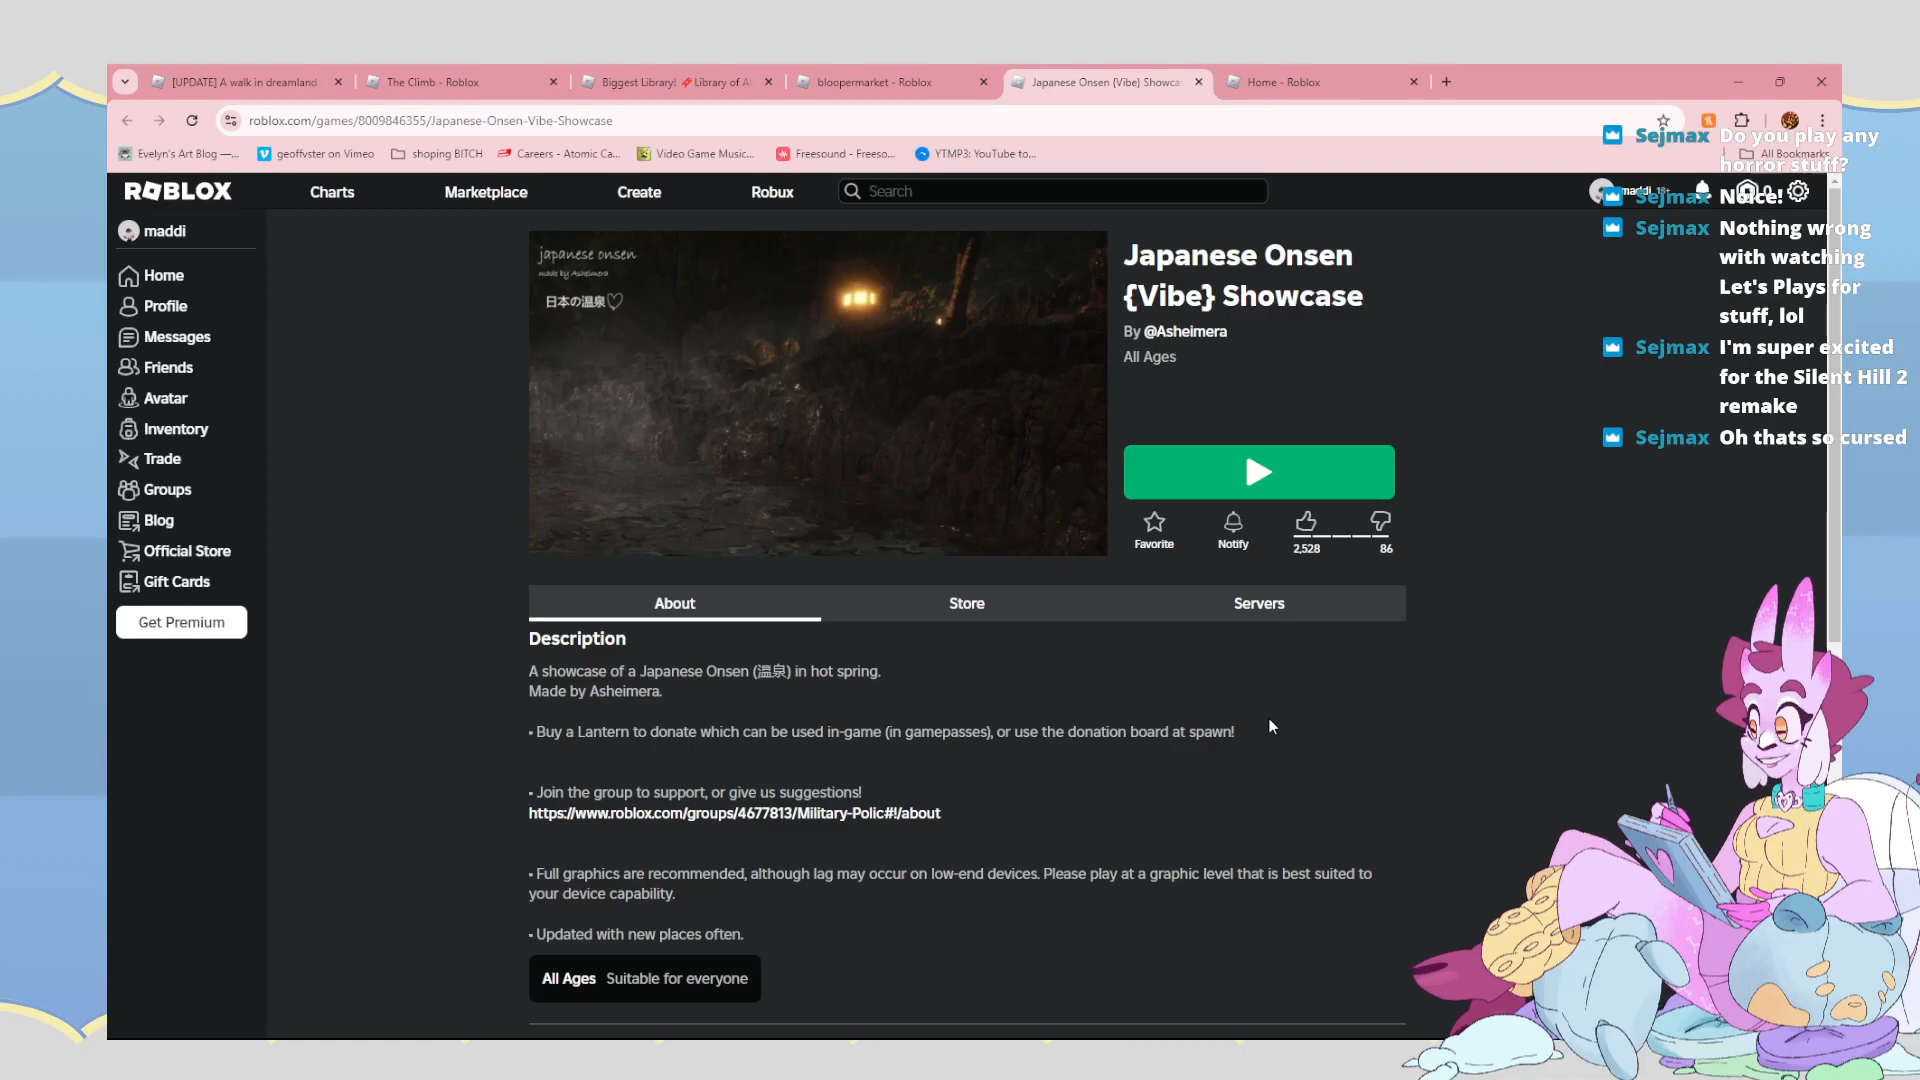 [UPDATE] A walk in dreamland
The Climb - Roblox
Biggest Library! Library of A
bloopermarket - Roblox
Japanese Onsen {Vibe} Showca
Home - Roblox
roblox.com/games/8009846355/Japanese-Onsen-Vibe-Showcase
Evelyn's Art Blog —...
geoffvster on Vimeo
shoping BITCH
Careers - Atomic Ca...
Video Game Music...
Freesound - Freeso...
YTMP3: YouTube to...
All Bookmarks
ROBLOX
Charts
Marketplace
Create
Robux
Search
maddi
0
maddi
Home
Profile
Messages
Friends
Avatar
Inventory
Trade
Groups
Blog
Official Store
Gift Cards
Get Premium
japanese onsen
made by Asheimera
日本の温泉♡
Japanese Onsen
{Vibe} Showcase
By @Asheimera
All Ages
Favorite
Notify
2,528
86
About
Store
Servers
Description
A showcase of a Japanese Onsen (温泉) in hot spring.
Made by Asheimera.
▪ Buy a Lantern to donate which can be used in-game (in gamepasses), or use the donation board at spawn!
▪ Join the group to support, or give us suggestions!
https://www.roblox.com/groups/4677813/Military-Polic#!/about
▪ Full graphics are recommended, although lag may occur on low-end devices. Please play at a graphic level that is best suited to
your device capability.
▪ Updated with new places often.
All Ages Suitable for everyone
Sejmax Do you play any
horror stuff?
Sejmax Noice!
Sejmax Nothing wrong
with watching
Let's Plays for
stuff, lol
Sejmax I'm super excited
for the Silent Hill 2
remake
Sejmax Oh thats so cursed